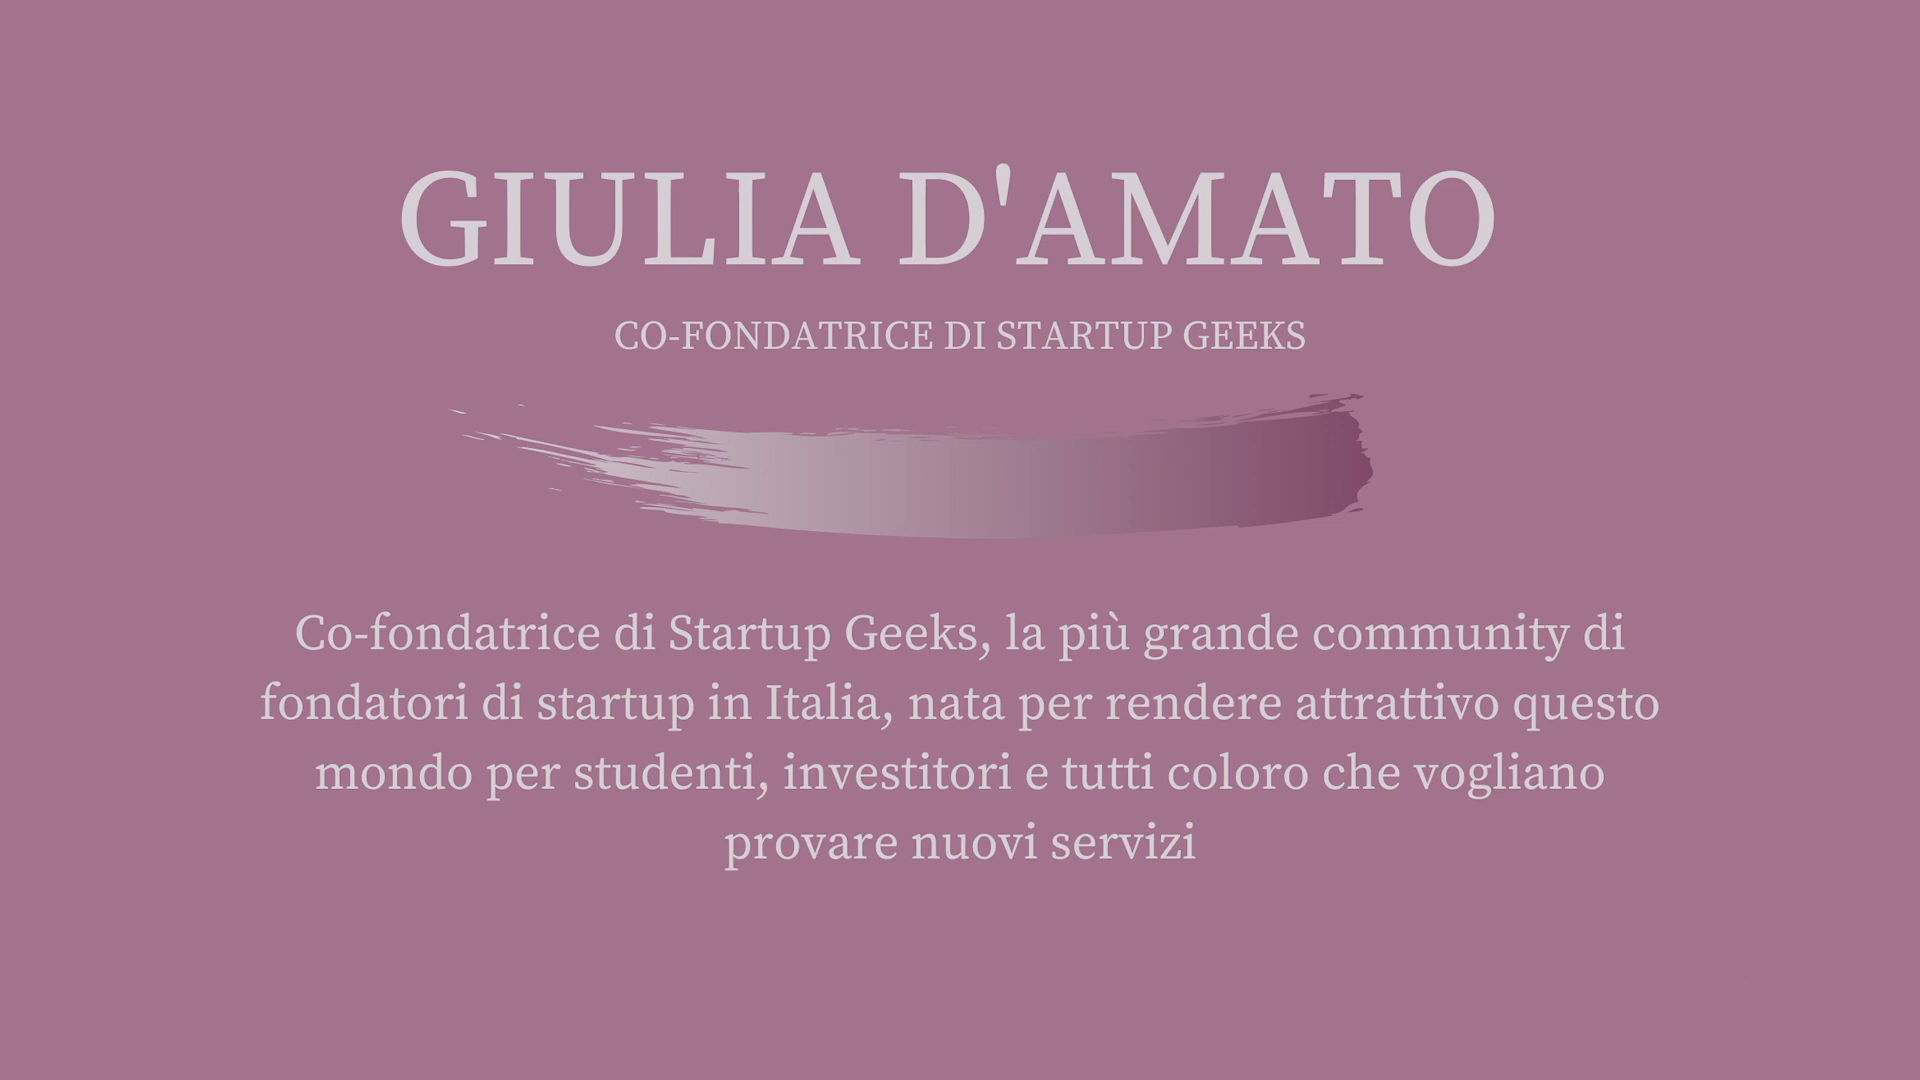 GIULIA D'AMATO
CO-FONDATRICE DI STARTUP GEEKS
Co-fondatrice di Startup Geeks, la più grande community di
fondatori di startup in Italia, nata per rendere attrattivo questo
mondo per studenti, investitori e tutti coloro che vogliano
provare nuovi servizi